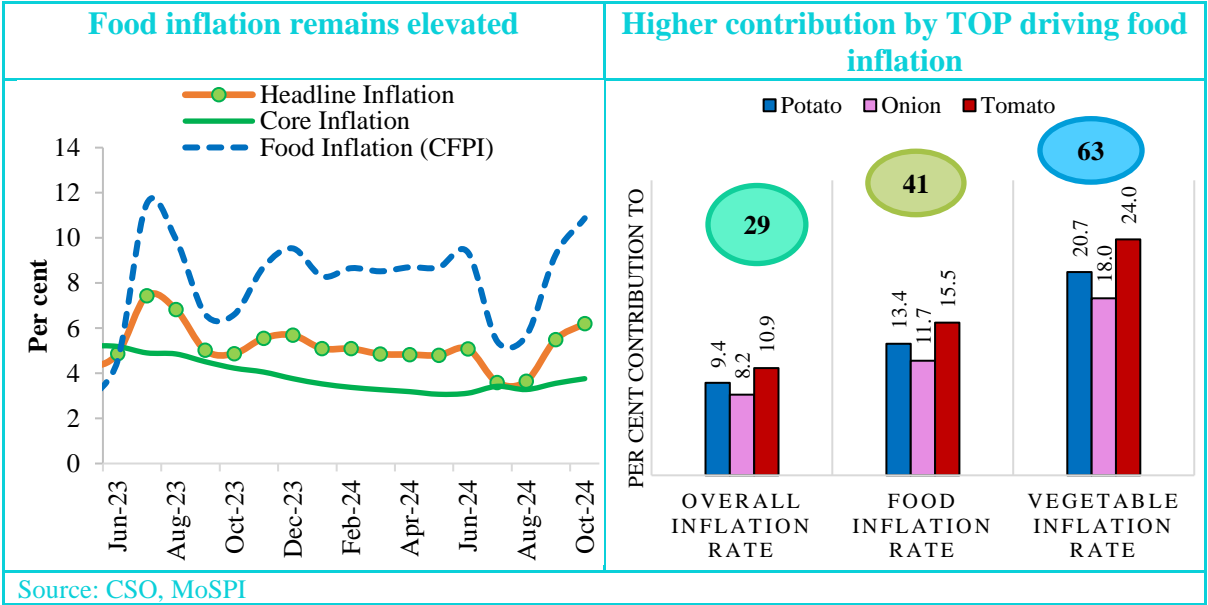 Food inflation remains elevated
Headline Inflation
Core Inflation
Food Inflation (CFPI)
Per cent
14
12
10
8
6
4
2
0
Jun-23
Aug-23
Oct-23
Dec-23
Feb-24
Apr-24
Jun-24
Aug-24
Oct-24
Higher contribution by TOP driving food
inflation
Potato Onion Tomato
PER CENT CONTRIBUTION TO
29
41
63
9.4
8.2
10.9
13.4
11.7
15.5
20.7
18.0
24.0
OVERALL
INFLATION
RATE
FOOD
INFLATION
RATE
VEGETABLE
INFLATION
RATE
Source: CSO, MoSPI